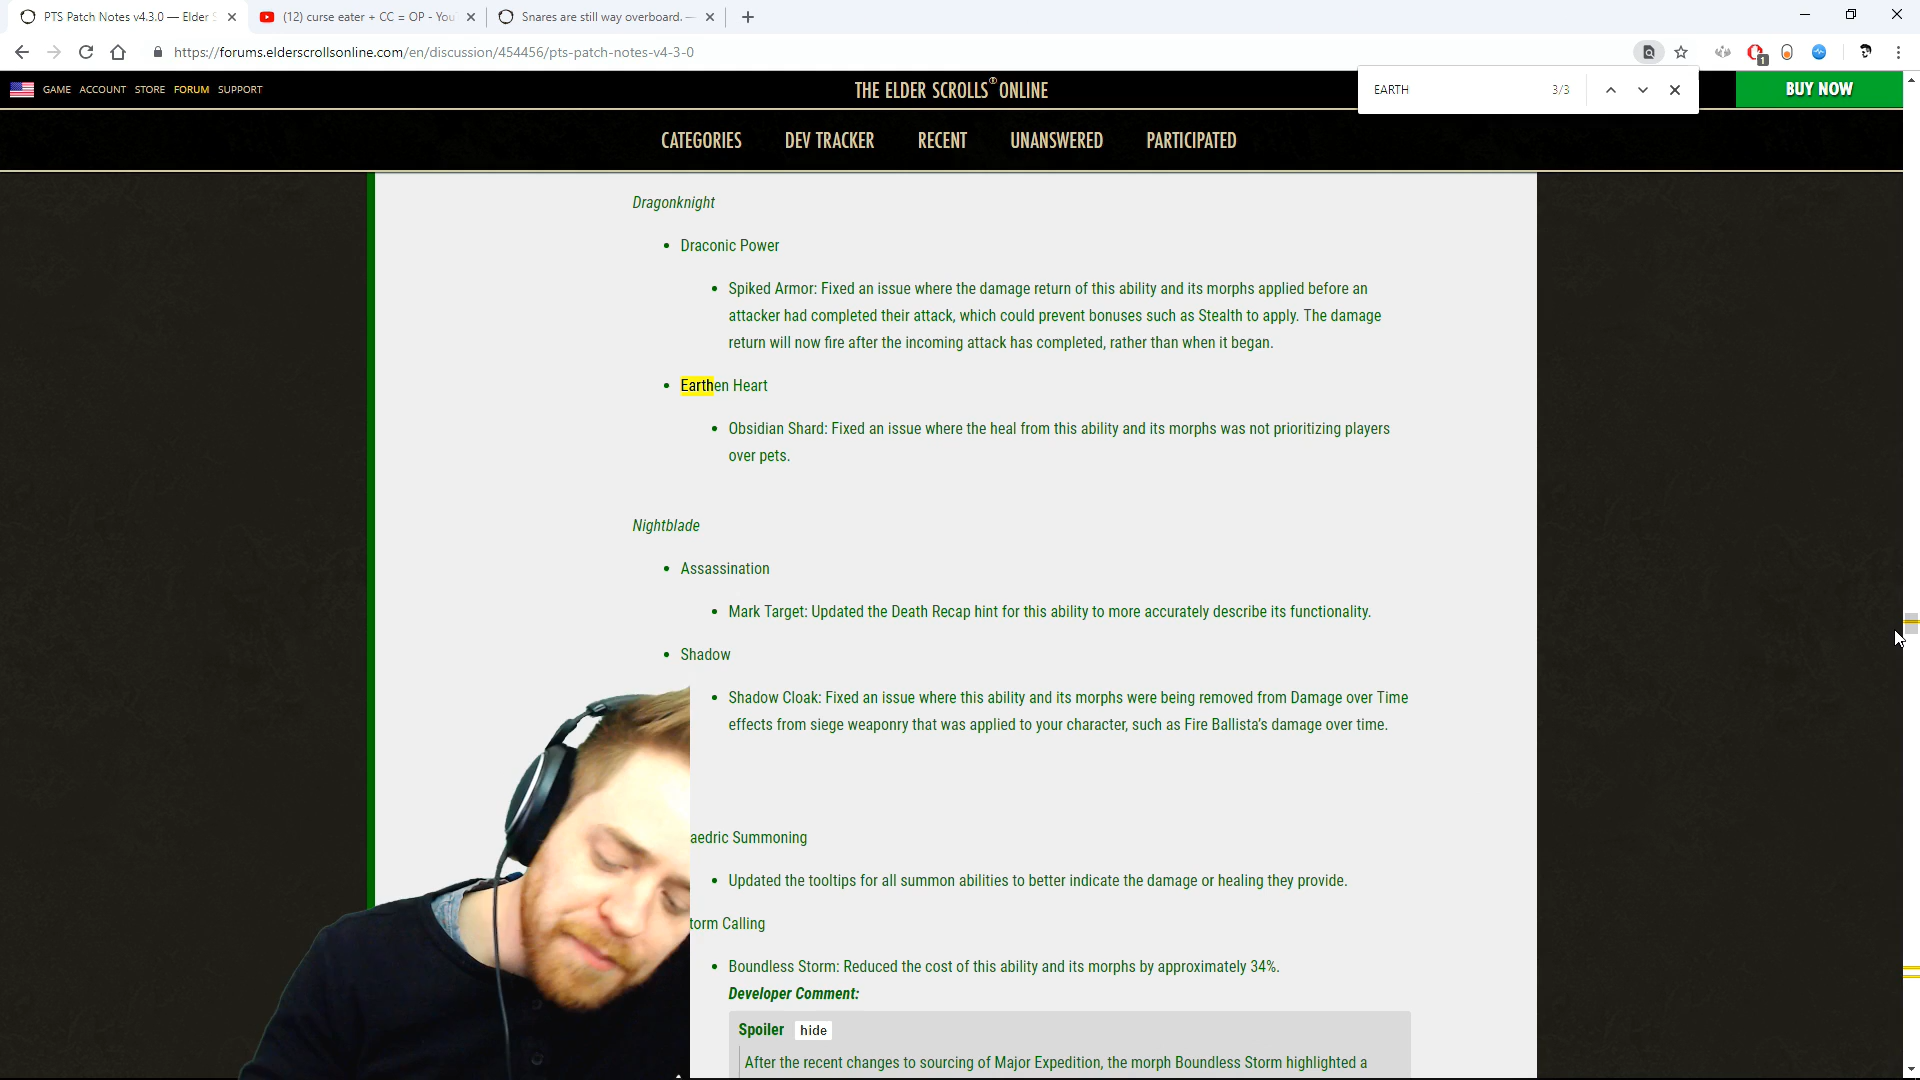 PTS Patch Notes v4.3.0 — Elder S
(12) curse eater + CC = OP - You
Snares are still way overboard. —
https://forums.elderscrollsonline.com/en/discussion/454456/pts-patch-notes-v4-3-0
1
EARTH
3/3
GAME ACCOUNT STORE FORUM SUPPORT
THE ELDER SCROLLS ONLINE
BUY NOW
CATEGORIES DEV TRACKER RECENT UNANSWERED PARTICIPATED
Dragonknight
• Draconic Power
• Spiked Armor: Fixed an issue where the damage return of this ability and its morphs applied before an
attacker had completed their attack, which could prevent bonuses such as Stealth to apply. The damage
return will now fire after the incoming attack has completed, rather than when it began.
• Earthen Heart
• Obsidian Shard: Fixed an issue where the heal from this ability and its morphs was not prioritizing players
over pets.
Nightblade
• Assassination
• Mark Target: Updated the Death Recap hint for this ability to more accurately describe its functionality.
• Shadow
• Shadow Cloak: Fixed an issue where this ability and its morphs were being removed from Damage over Time
effects from siege weaponry that was applied to your character, such as Fire Ballista's damage over time.
aedric Summoning
• Updated the tooltips for all summon abilities to better indicate the damage or healing they provide.
torm Calling
• Boundless Storm: Reduced the cost of this ability and its morphs by approximately 34%.
Developer Comment:
Spoiler hide
After the recent changes to sourcing of Major Expedition, the morph Boundless Storm highlighted a